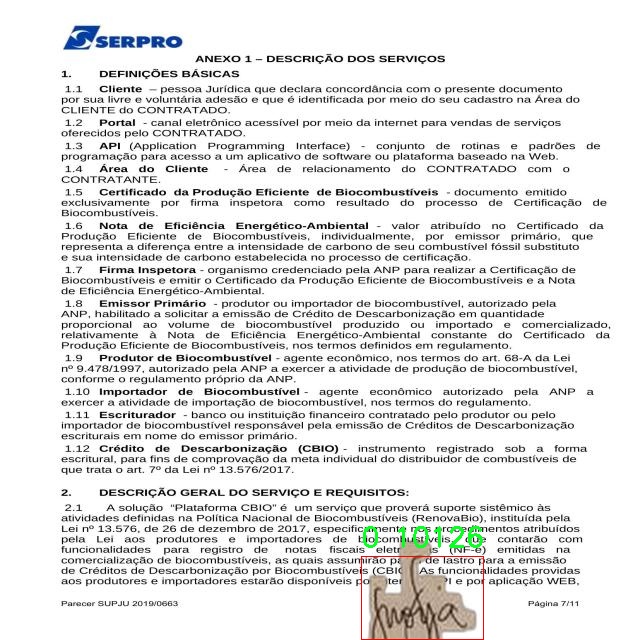 SERPRO
ANEXO 1 – DESCRIÇÃO DOS SERVIÇOS
1. DEFINIÇÕES BÁSICAS
1.1 Cliente – pessoa Jurídica que declara concordância com o presente documento
por sua livre e voluntária adesão e que é identificada por meio do seu cadastro na Área do
CLIENTE do CONTRATADO.
1.2 Portal - canal eletrônico acessível por meio da internet para vendas de serviços
oferecidos pelo CONTRATADO.
1.3 API (Application Programming Interface) - conjunto de rotinas e padrões de
programação para acesso a um aplicativo de software ou plataforma baseado na Web.
1.4 Área do Cliente - Área de relacionamento do CONTRATADO com o
CONTRATANTE.
1.5 Certificado da Produção Eficiente de Biocombustíveis - documento emitido
exclusivamente por firma inspetora como resultado do processo de Certificação de
Biocombustíveis.
1.6 Nota de Eficiência Energético-Ambiental - valor atribuído no Certificado da
Produção Eficiente de Biocombustíveis, individualmente, por emissor primário, que
representa a diferença entre a intensidade de carbono de seu combustível fóssil substituto
e sua intensidade de carbono estabelecida no processo de certificação.
1.7 Firma Inspetora - organismo credenciado pela ANP para realizar a Certificação de
Biocombustíveis e emitir o Certificado da Produção Eficiente de Biocombustíveis e a Nota
de Eficiência Energético-Ambiental.
1.8 Emissor Primário - produtor ou importador de biocombustível, autorizado pela
ANP, habilitado a solicitar a emissão de Crédito de Descarbonização em quantidade
proporcional ao volume de biocombustível produzido ou importado e comercializado,
relativamente à Nota de Eficiência Energético-Ambiental constante do Certificado da
Produção Eficiente de Biocombustíveis, nos termos definidos em regulamento.
1.9 Produtor de Biocombustível - agente econômico, nos termos do art. 68-A da Lei
nº 9.478/1997, autorizado pela ANP a exercer a atividade de produção de biocombustível,
conforme o regulamento próprio da ANP.
1.10 Importador de Biocombustível - agente econômico autorizado pela ANP a
exercer a atividade de importação de biocombustível, nos termos do regulamento.
1.11 Escriturador - banco ou instituição financeiro contratado pelo produtor ou pelo
importador de biocombustível responsável pela emissão de Créditos de Descarbonização
escriturais em nome do emissor primário.
1.12 Crédito de Descarbonização (CBIO) - instrumento registrado sob a forma
escritural, para fins de comprovação da meta individual do distribuidor de combustíveis de
que trata o art. 7º da Lei nº 13.576/2017.
2. DESCRIÇÃO GERAL DO SERVIÇO E REQUISITOS:
2.1 A solução "Plataforma CBIO" é um serviço que proverá suporte sistêmico às
atividades definidas na Política Nacional de Biocombustíveis (RenovaBio), instituída pela
Lei nº 13.576, de 26 de dezembro de 2017, especificamente nos procedimentos atribuídos
pela Lei aos produtores e importadores de biocombustíveis, que contarão com
funcionalidades para registro de notas fiscais (NF-e) emitidas na
comercialização de biocombustíveis, as quais assumirão de lastro para a emissão
de Créditos de Descarbonização por Biocombustíveis (CBIO). As funcionalidades providas
aos produtores e importadores estarão disponíveis por e por aplicação WEB,
Parecer SUPJU 2019/0663 Página 7/11